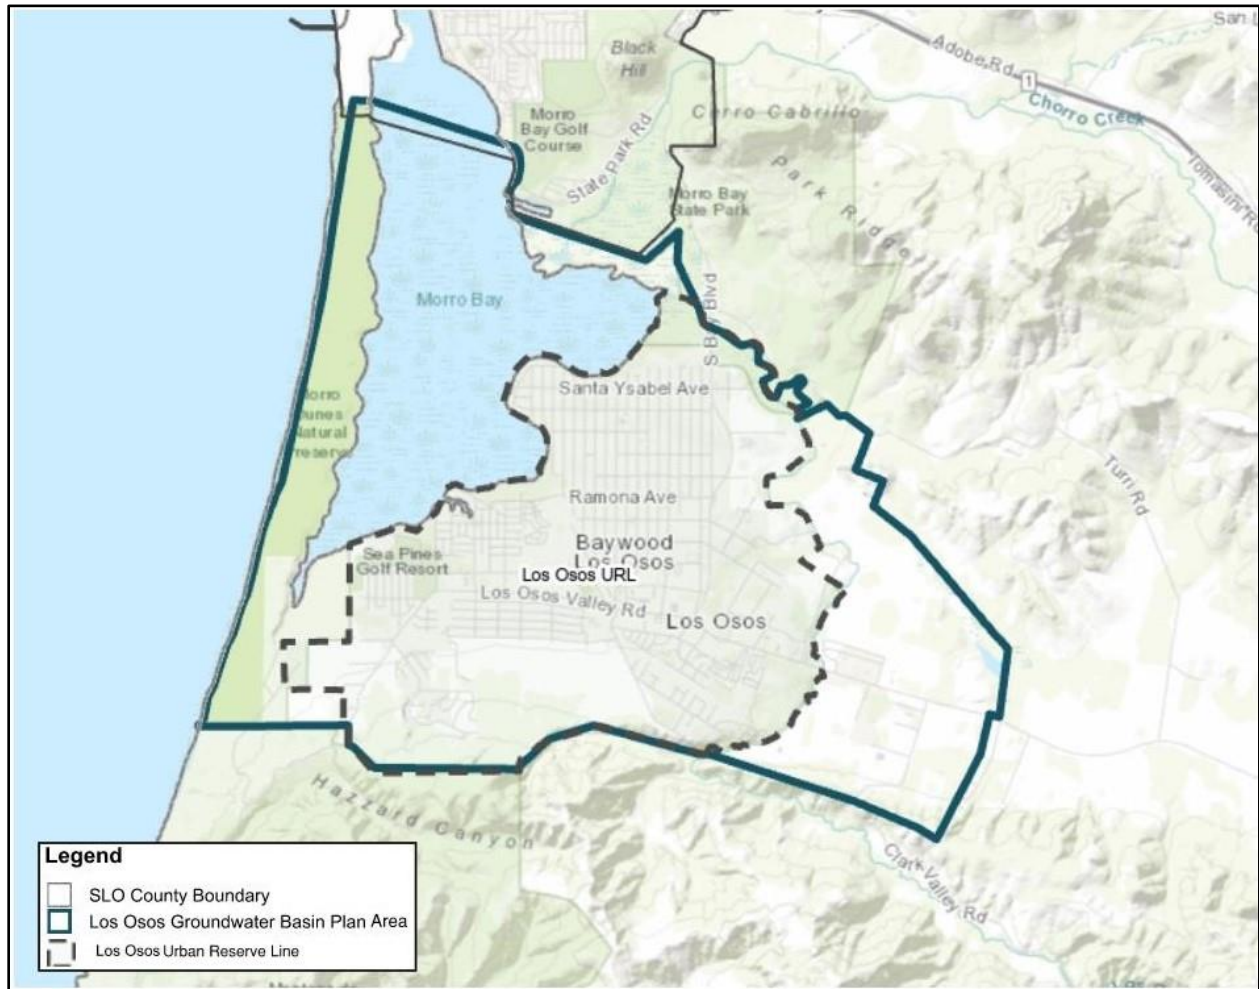 San L
Black
Hill
Adobe Rd
1
Chorro Creek
Cerro Cabrillo
Morro
Bay Golf
Course
State Park Rd
Tomasini Rd
Park Ridge
Morro Bay
State Park
Morro Bay
S Bay Blvd
Santa Ysabel Ave
Morro
Dunes
Natural
Preserve
Turri Rd
Ramona Ave
Baywood
Los Osos
Sea Pines
Golf Resort
Los Osos URL
Los Osos Valley Rd
Los Osos
Hazzard Canyon
Clark Valley Rd
Legend
SLO County Boundary
Los Osos Groundwater Basin Plan Area
Los Osos Urban Reserve Line